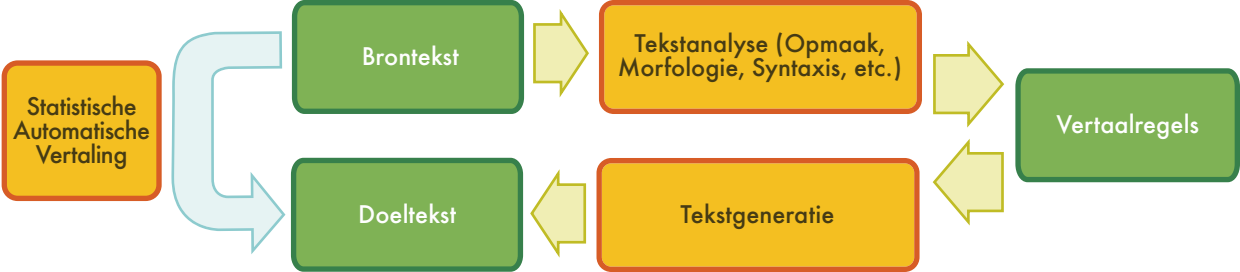 Statistische
Automatische
Vertaling
Brontekst
Tekstanalyse (Opmaak,
Morfologie, Syntaxis, etc.)
Vertaalregels
Tekstgeneratie
Doeltekst